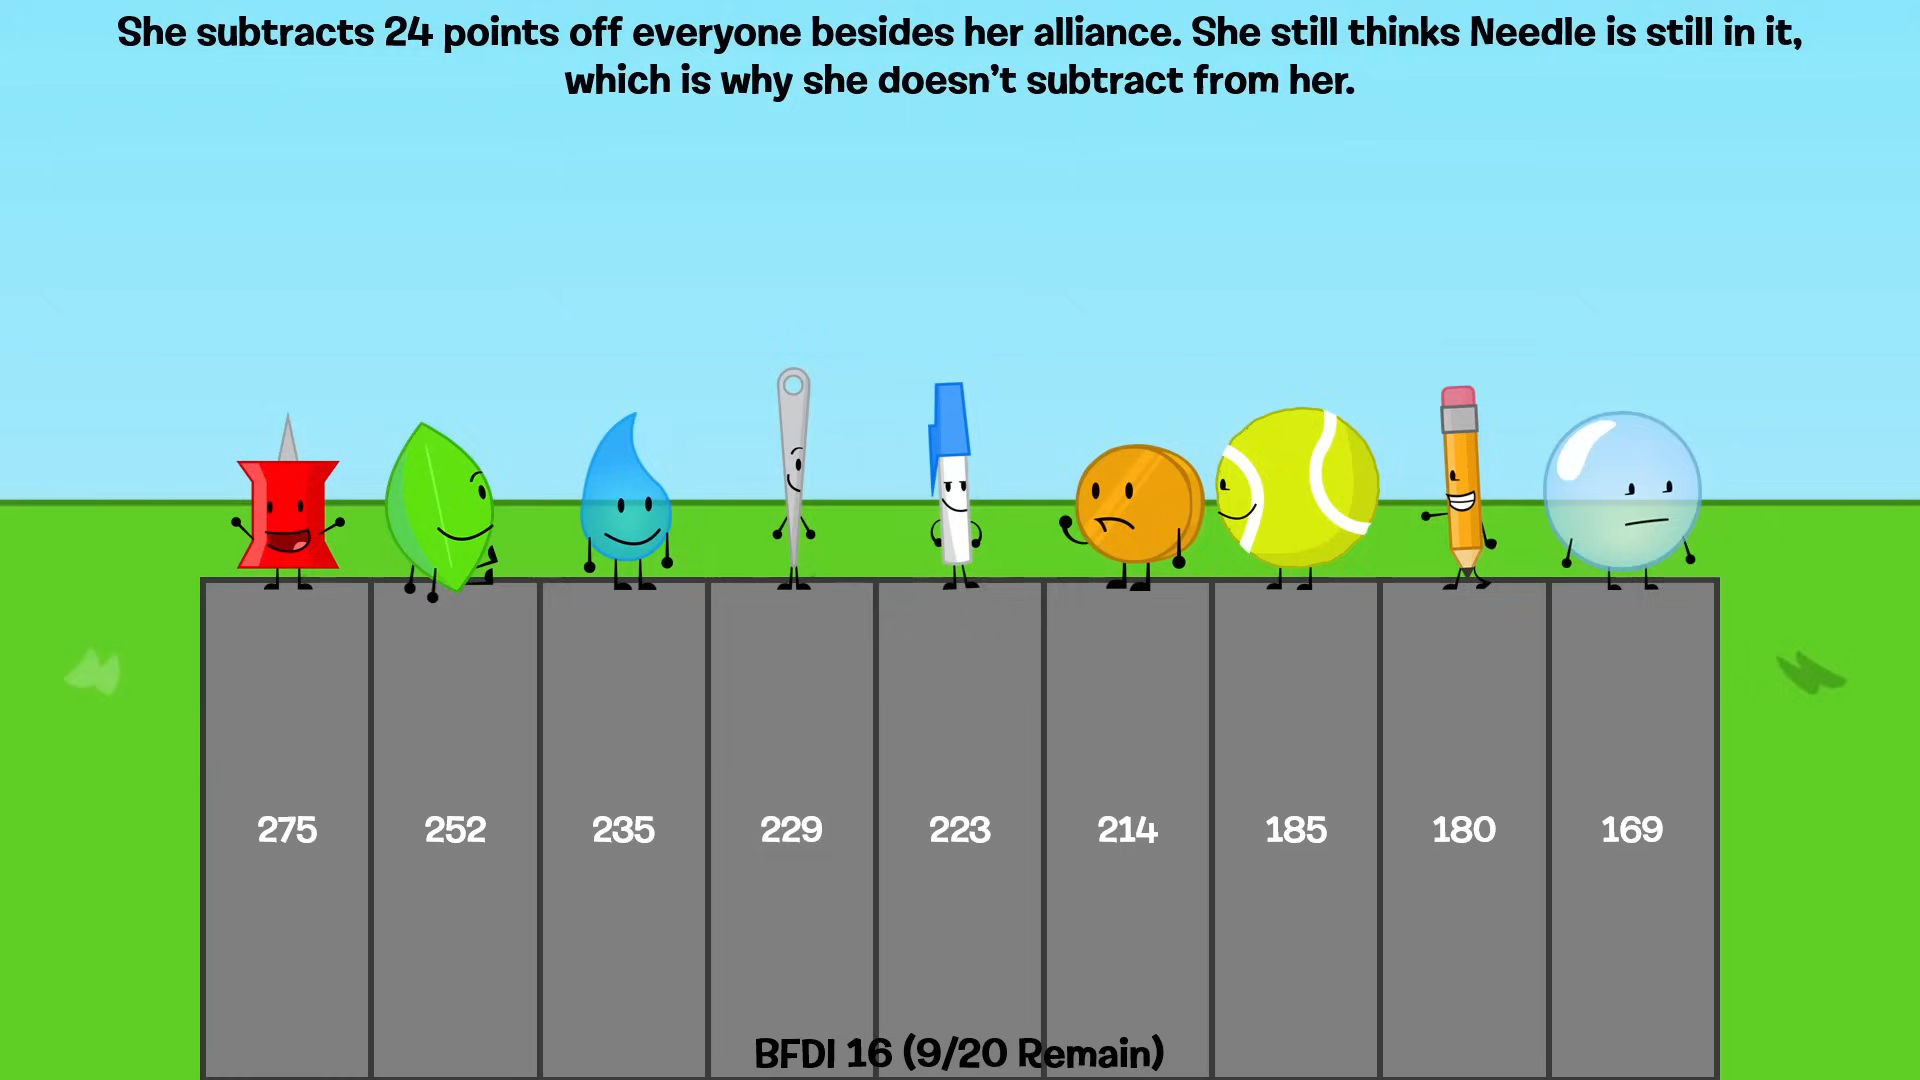 She subtracts 24 points off everyone besides her alliance. She still thinks Needle is still in it,
which is why she doesn't subtract from her.
275 252 235 229 223 214 185 180 169
BFDI 16 (9/20 Remain)